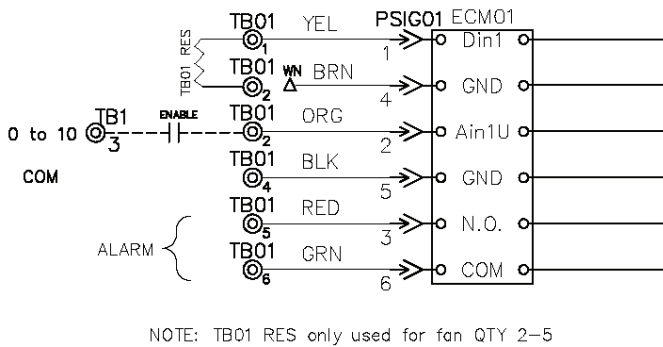 TB01 YEL PSIG01 ECM01
1 1 Din1
TB01 RES
TB01 WN BRN
2 4 GND
TB1 ENABLE TB01 ORG
0 to 10 3 2 2 Ain1U
COM
TB01 BLK
4 5 GND
TB01 RED
5 3 N.O.
ALARM
TB01 GRN
6 6 COM
NOTE: TB01 RES only used for fan QTY 2-5